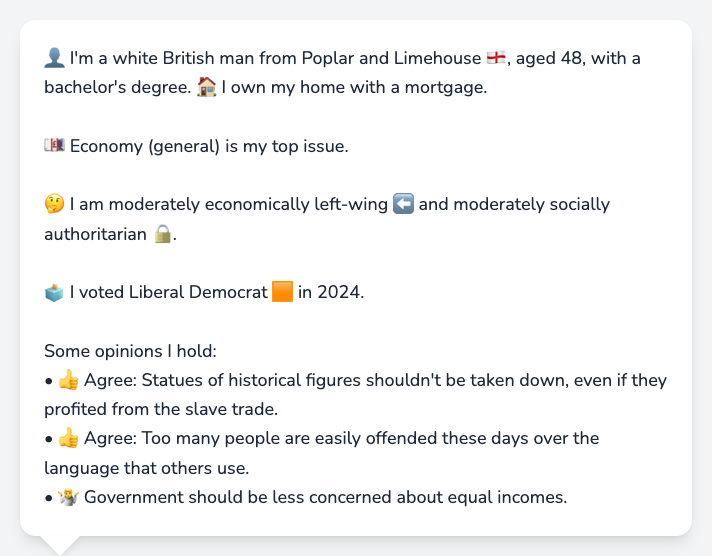 👤 I'm a white British man from Poplar and Limehouse 🏴󠁧󠁢󠁥󠁮󠁧󠁿, aged 48, with a
bachelor's degree. 🏠 I own my home with a mortgage.
💷 Economy (general) is my top issue.
🤔 I am moderately economically left-wing ⬅️ and moderately socially
authoritarian 🔒.
🗳️ I voted Liberal Democrat 🟧 in 2024.
Some opinions I hold:
• 👍 Agree: Statues of historical figures shouldn't be taken down, even if they
profited from the slave trade.
• 👍 Agree: Too many people are easily offended these days over the
language that others use.
• 🤷 Government should be less concerned about equal incomes.